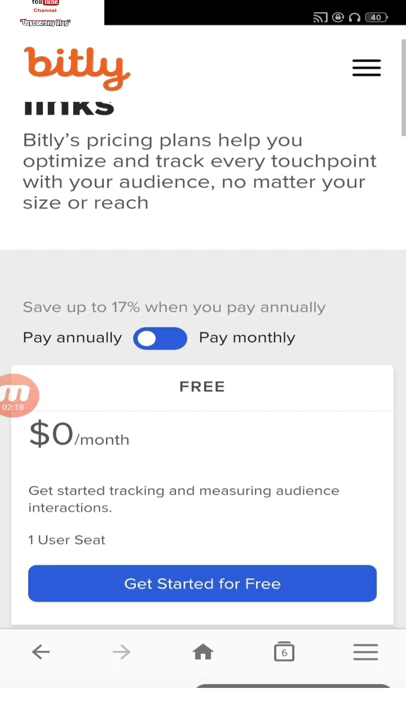 YouTube
Channel
40
bitly
links
Bitly's pricing plans help you
optimize and track every touchpoint
with your audience, no matter your
size or reach
Save up to 17% when you pay annually
Pay annually Pay monthly
FREE
02:18
$0/month
Get started tracking and measuring audience
interactions.
1 User Seat
Get Started for Free
6